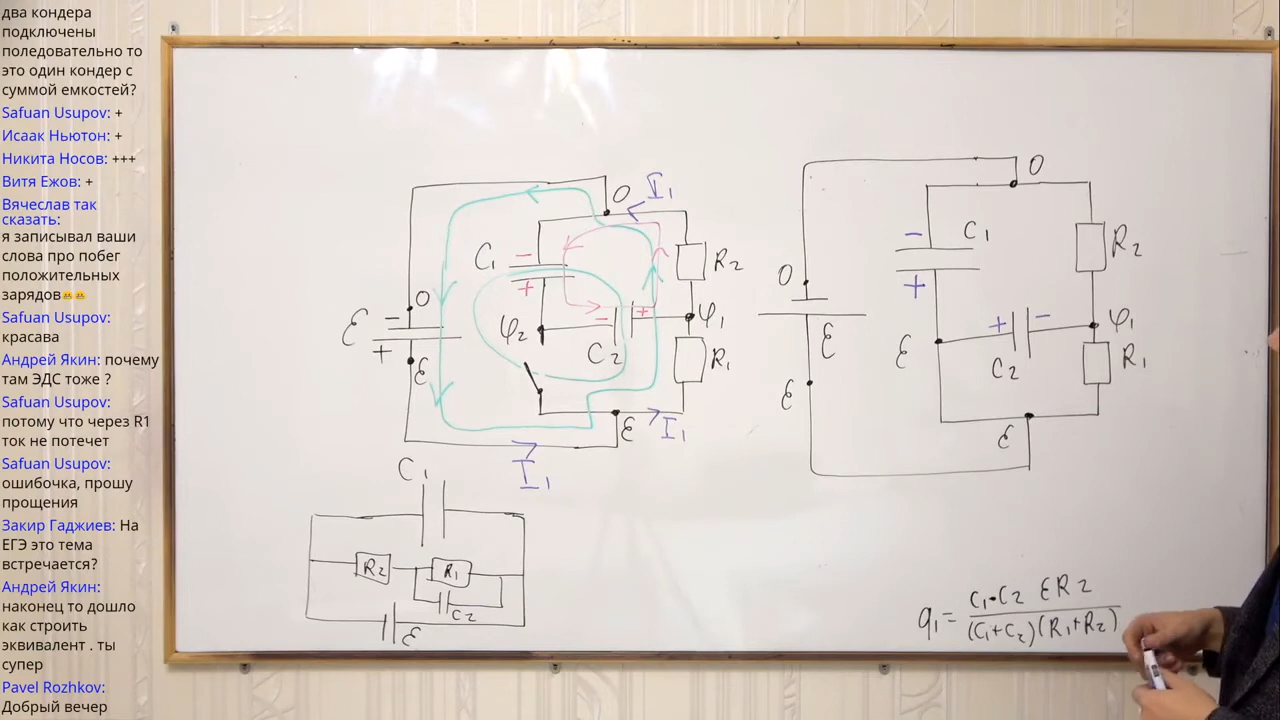 два кондера
подключены
поледовательно то
это один кондер с
суммой емкостей?
Safuan Usupov: +
Исаак Ньютон: +
Никита Носов: +++
Витя Ежов: +
Вячеслав так
сказать:
я записывал ваши
слова про побег
положительных
зарядов😁😁
Safuan Usupov:
красава
Андрей Якин: почему
там ЭДС тоже ?
Safuan Usupov:
потому что через R1
ток не потечет
Safuan Usupov:
ошибочка, прошу
прощения
Закир Гаджиев: На
ЕГЭ это тема
встречается?
Андрей Якин:
наконец то дошло
как строить
эквивалент . ты
супер
Pavel Rozhkov:
Добрый вечер
O I₁
C₁ − + R₂
O
ℰ − +
φ₂ − + φ₁
C₂ R₁
ℰ
ℰ I₁
I₁
O
− C₁ R₂
+
O
ℰ
ℰ + − φ₁
C₂ R₁
ℰ
ℰ
C₁
R₂ R₁
C₂
ℰ
q₁ = C₁·C₂ ℰR₂ / (C₁+C₂)(R₁+R₂)